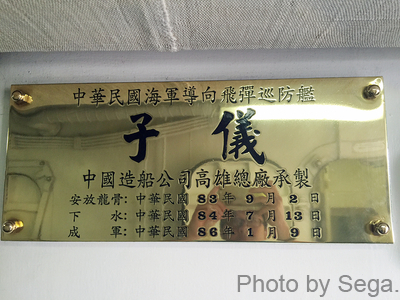 中華民國海軍導向飛彈巡防艦
子儀
中國造船公司高雄總廠承製
安放龍骨：中華民國 83 年 9 月 2 日
下水：中華民國 84 年 7 月 13 日
成軍：中華民國 86 年 1 月 9 日
Photo by Sega.